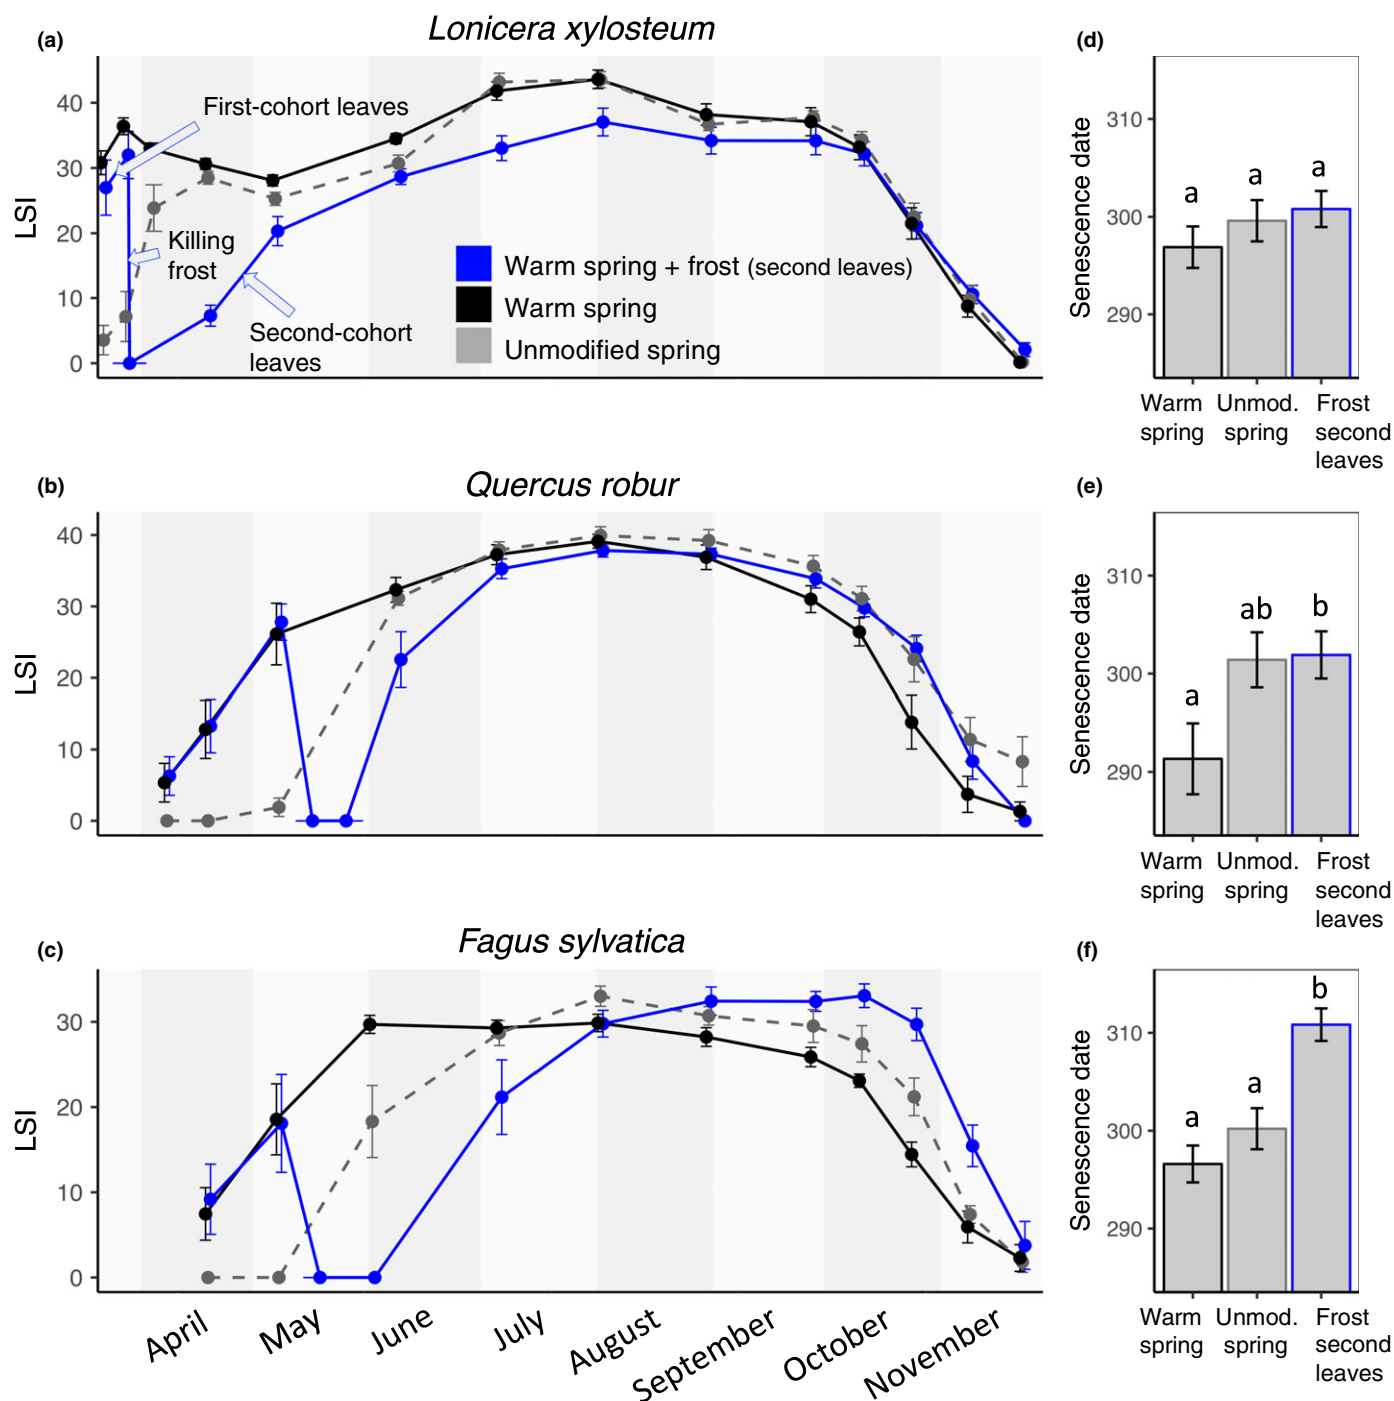 (a)
Lonicera xylosteum
LSI
40
30
20
10
0
First-cohort leaves
Killing
frost
Second-cohort
leaves
Warm spring + frost (second leaves)
Warm spring
Unmodified spring
(d)
Senescence date
310
300
290
a
a
a
Warm
spring
Unmod.
spring
Frost
second
leaves
(b)
Quercus robur
LSI
40
30
20
10
0
(e)
Senescence date
310
300
290
a
ab
b
Warm
spring
Unmod.
spring
Frost
second
leaves
(c)
Fagus sylvatica
LSI
30
20
10
0
April
May
June
July
August
September
October
November
(f)
Senescence date
310
300
290
a
a
b
Warm
spring
Unmod.
spring
Frost
second
leaves